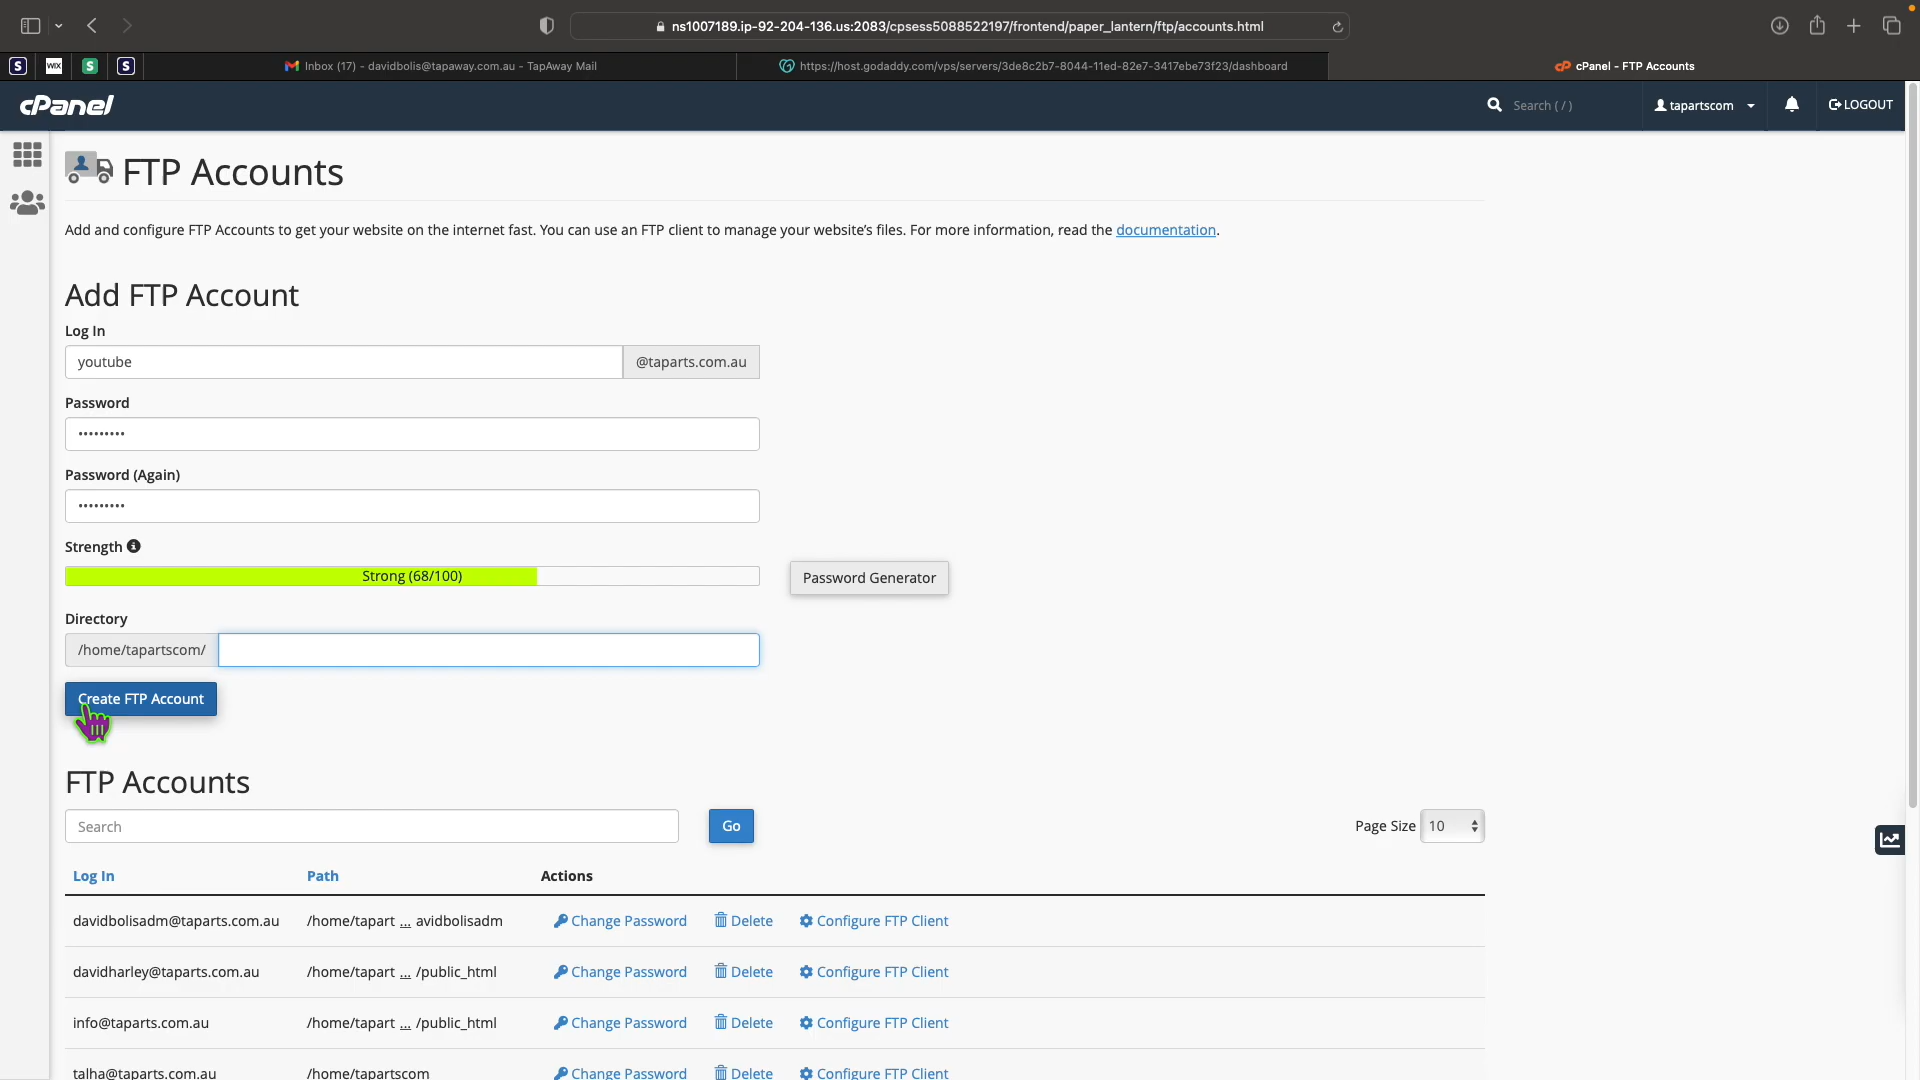 ns1007189.ip-92-204-136.us:2083/cpsess5088522197/frontend/paper_lantern/ftp/accounts.html
S WIX S S Inbox (17) - davidbolis@tapaway.com.au - TapAway Mail https://host.godaddy.com/vps/servers/3de8c2b7-8044-11ed-82e7-3417ebe73f23/dashboard cPanel - FTP Accounts
cPanel Search ( / ) tapartscom LOGOUT
FTP Accounts
Add and configure FTP Accounts to get your website on the internet fast. You can use an FTP client to manage your website’s files. For more information, read the documentation.
Add FTP Account
Log In
youtube @taparts.com.au
Password
•••••••••
Password (Again)
•••••••••
Strength
Strong (68/100) Password Generator
Directory
/home/tapartscom/
Create FTP Account
FTP Accounts
Search Go Page Size 10
Log In Path Actions
davidbolisadm@taparts.com.au /home/tapart ... avidbolisadm Change Password Delete Configure FTP Client
davidharley@taparts.com.au /home/tapart ... /public_html Change Password Delete Configure FTP Client
info@taparts.com.au /home/tapart ... /public_html Change Password Delete Configure FTP Client
talha@taparts.com.au /home/tapartscom Change Password Delete Configure FTP Client